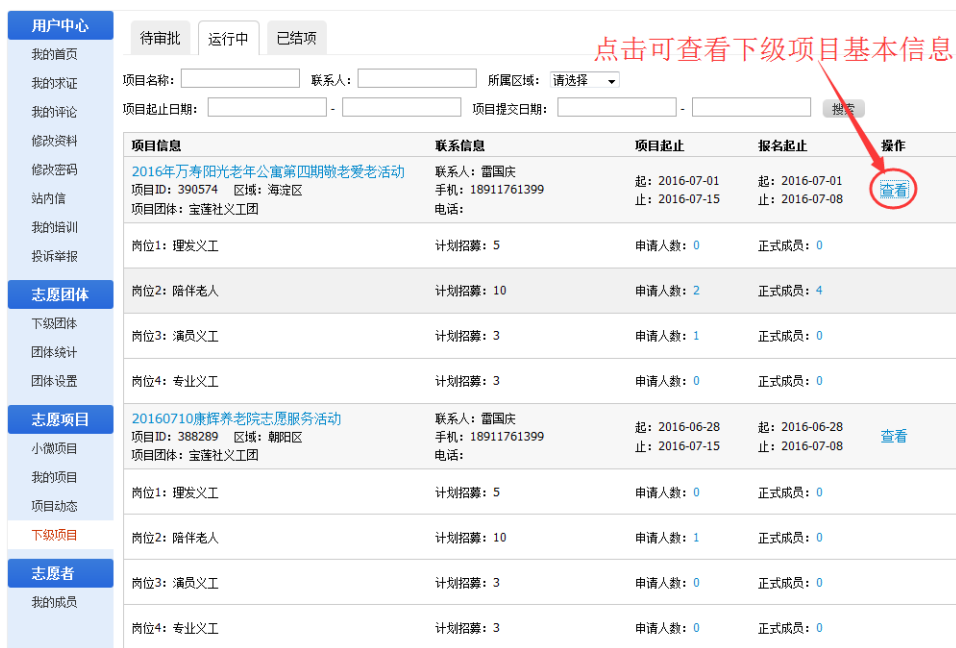 用户中心
我的首页
我的求证
我的评论
修改资料
修改密码
站内信
我的培训
投诉举报
志愿团体
下级团体
团体统计
团体设置
志愿项目
小微项目
我的项目
项目动态
下级项目
志愿者
我的成员
待审批 运行中 已结项
点击可查看下级项目基本信息
项目名称: 联系人: 所属区域: 请选择
项目起止日期: - 项目提交日期: - 搜索
项目信息 联系信息 项目起止 报名起止 操作
2016年万寿阳光老年公寓第四期敬老爱老活动
项目ID: 390574 区域: 海淀区
项目团体: 宝莲社义工团
联系人: 雷国庆
手机: 18911761399
电话:
起: 2016-07-01
止: 2016-07-15
起: 2016-07-01
止: 2016-07-08
查看
岗位1: 理发义工 计划招募: 5 申请人数: 0 正式成员: 0
岗位2: 陪伴老人 计划招募: 10 申请人数: 2 正式成员: 4
岗位3: 演员义工 计划招募: 3 申请人数: 1 正式成员: 0
岗位4: 专业义工 计划招募: 3 申请人数: 0 正式成员: 0
20160710康辉养老院志愿服务活动
项目ID: 388289 区域: 朝阳区
项目团体: 宝莲社义工团
联系人: 雷国庆
手机: 18911761399
电话:
起: 2016-06-28
止: 2016-07-15
起: 2016-06-28
止: 2016-07-08
查看
岗位1: 理发义工 计划招募: 5 申请人数: 0 正式成员: 0
岗位2: 陪伴老人 计划招募: 10 申请人数: 1 正式成员: 0
岗位3: 演员义工 计划招募: 3 申请人数: 0 正式成员: 0
岗位4: 专业义工 计划招募: 3 申请人数: 0 正式成员: 0